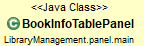 <<Java Class>>
BookInfoTablePanel
LibraryManagement.panel.main